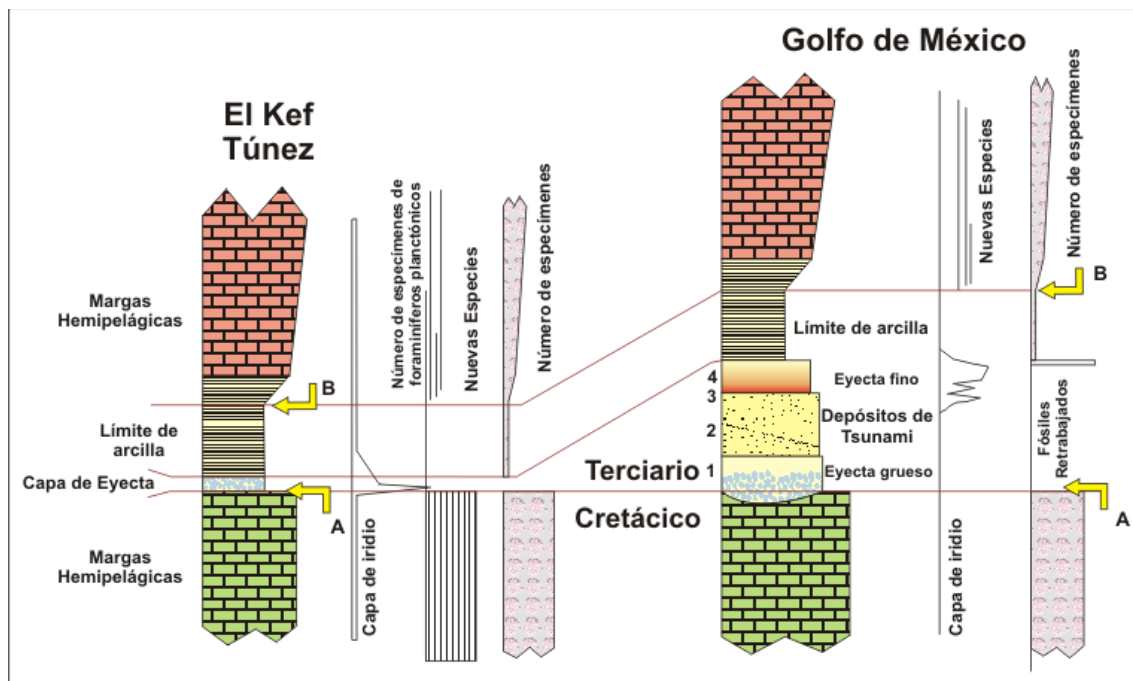 Golfo de México
El Kef
Túnez
Número de especímenes de
foraminíferos planctónicos
Nuevas Especies
Número de especímenes
Nuevas Especies
Número de especímenes
B
Margas
Hemipelágicas
Límite de arcilla
B
4
Eyecta fino
3
Límite de
arcilla
2
Depósitos de
Tsunami
Fósiles
Retrabajados
Terciario
1
Eyecta grueso
Capa de Eyecta
A
Cretácico
A
Margas
Hemipelágicas
Capa de iridio
Capa de iridio